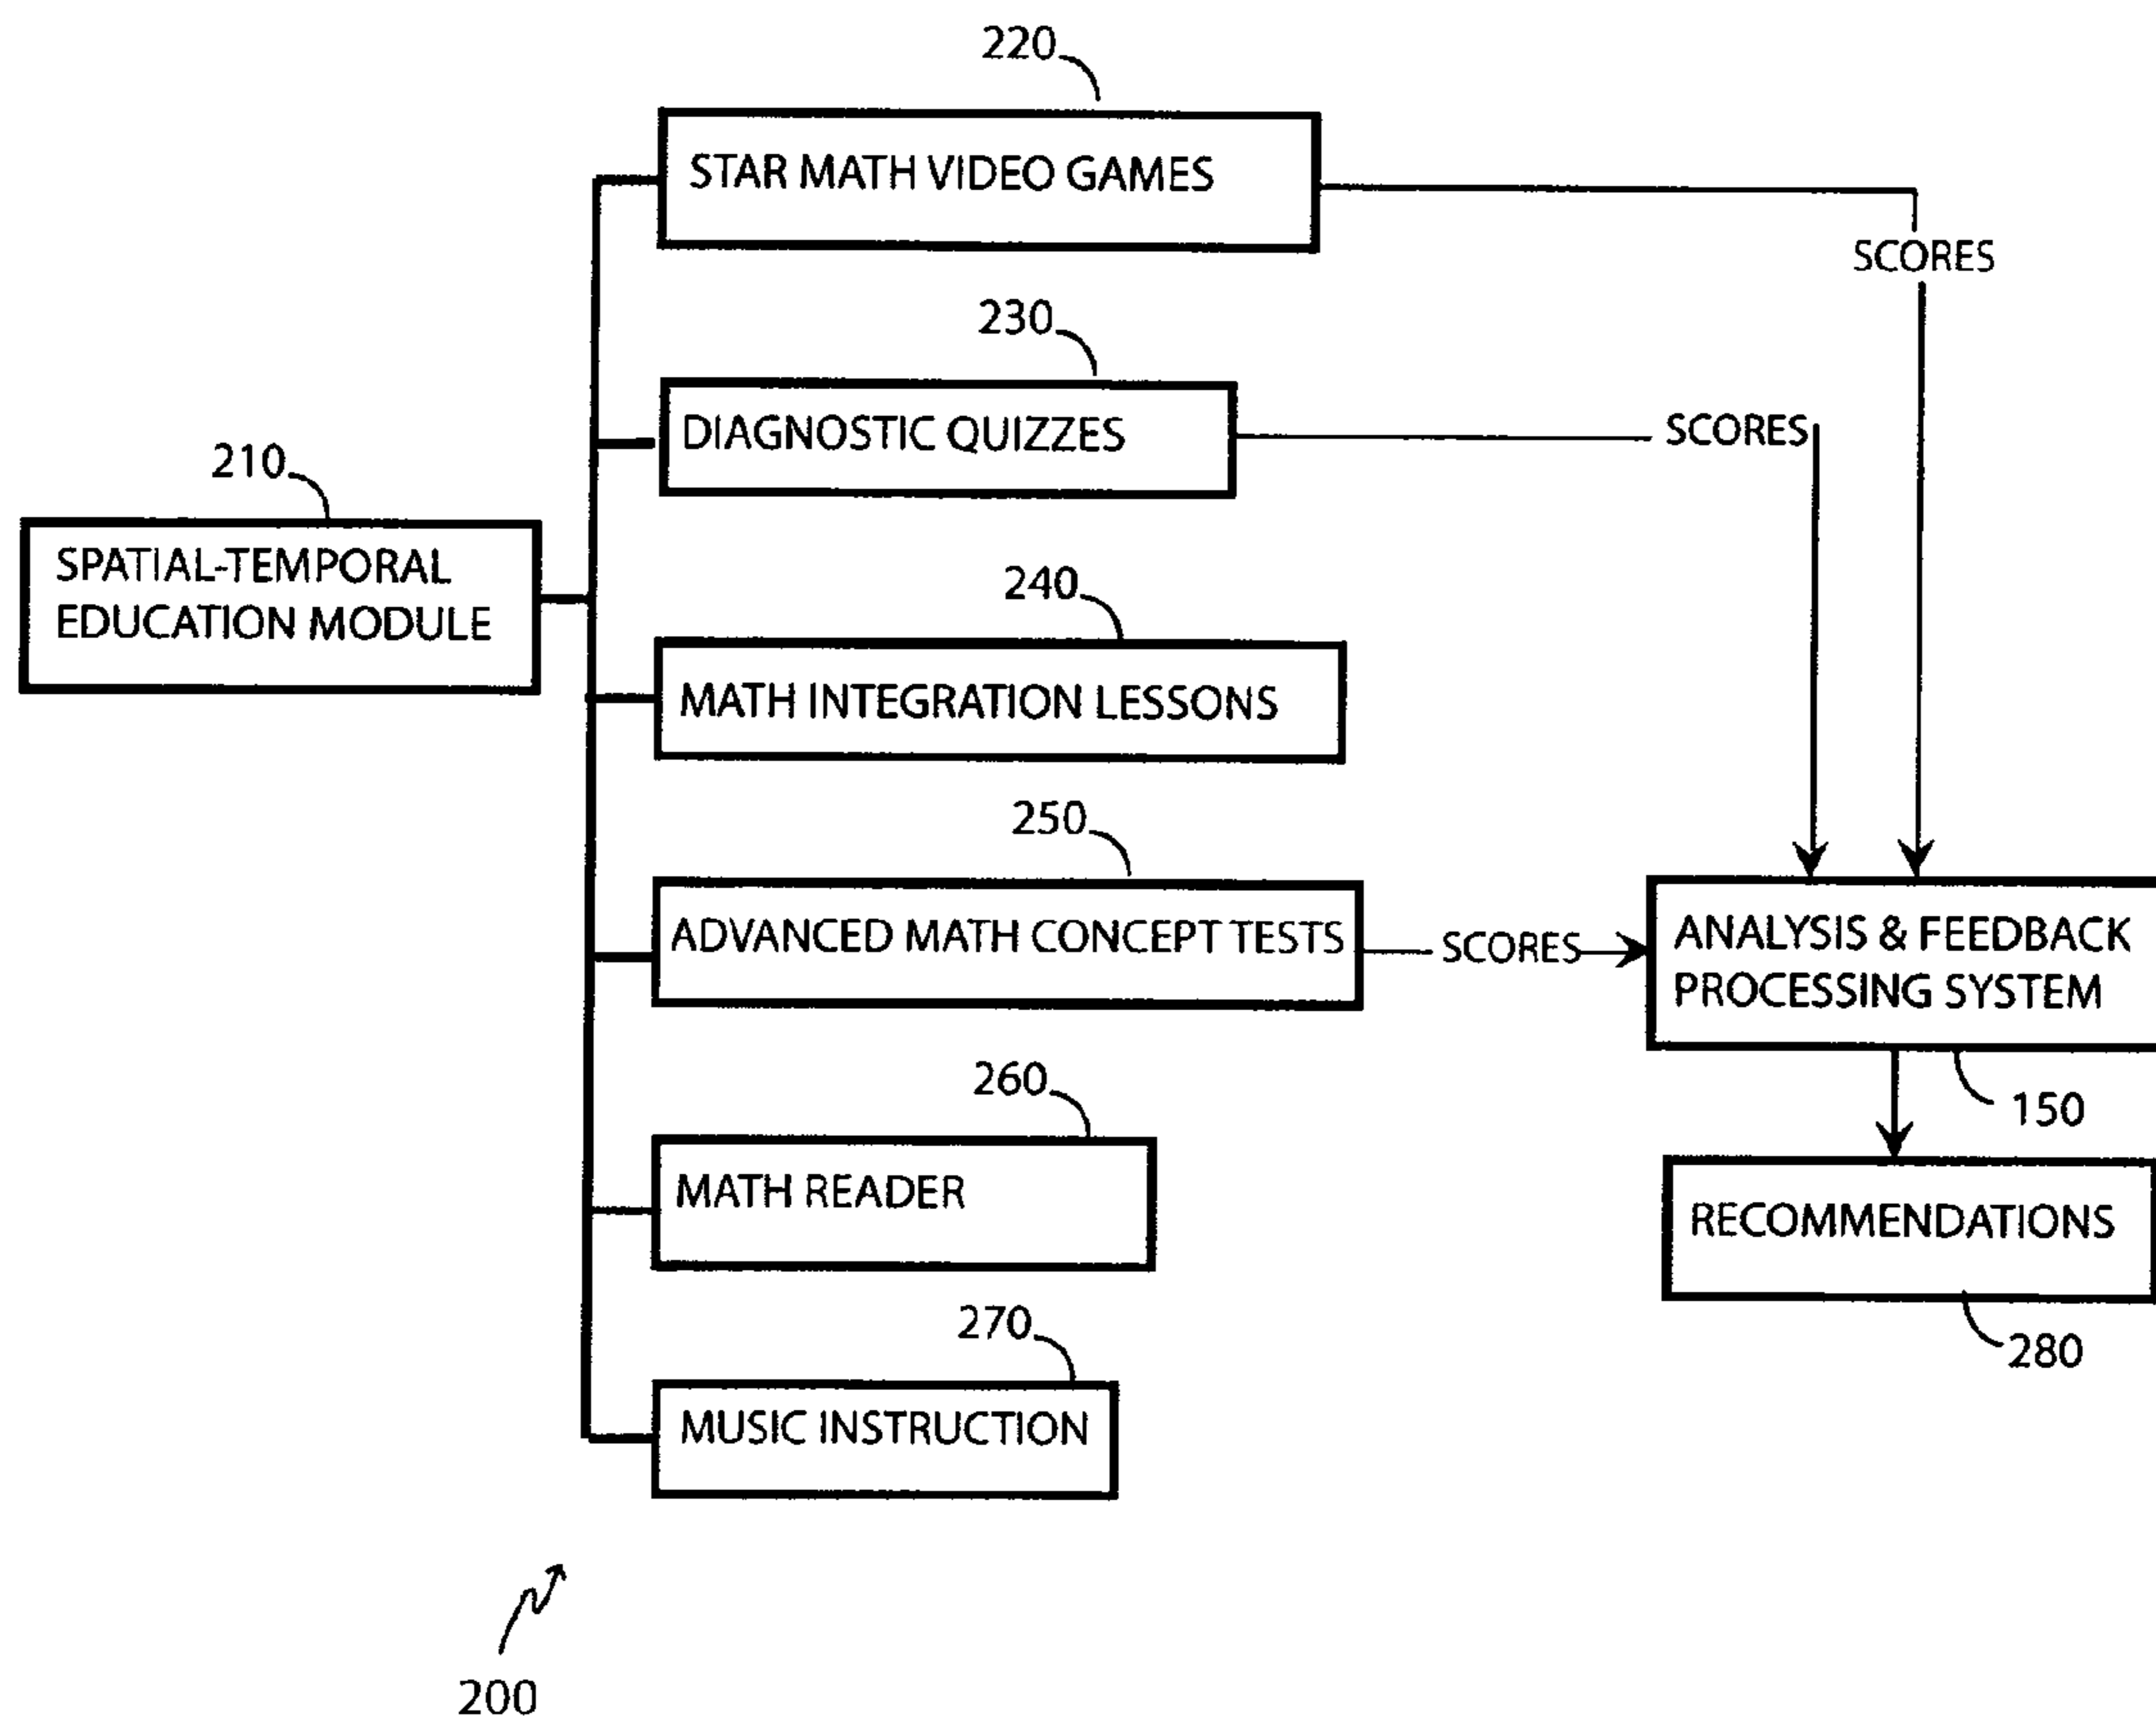 220
STAR MATH VIDEO GAMES
SCORES
230
DIAGNOSTIC QUIZZES
SCORES
210
SPATIAL-TEMPORAL
EDUCATION MODULE
240
MATH INTEGRATION LESSONS
250
ADVANCED MATH CONCEPT TESTS
SCORES
ANALYSIS & FEEDBACK
PROCESSING SYSTEM
150
260
MATH READER
RECOMMENDATIONS
280
270
MUSIC INSTRUCTION
200